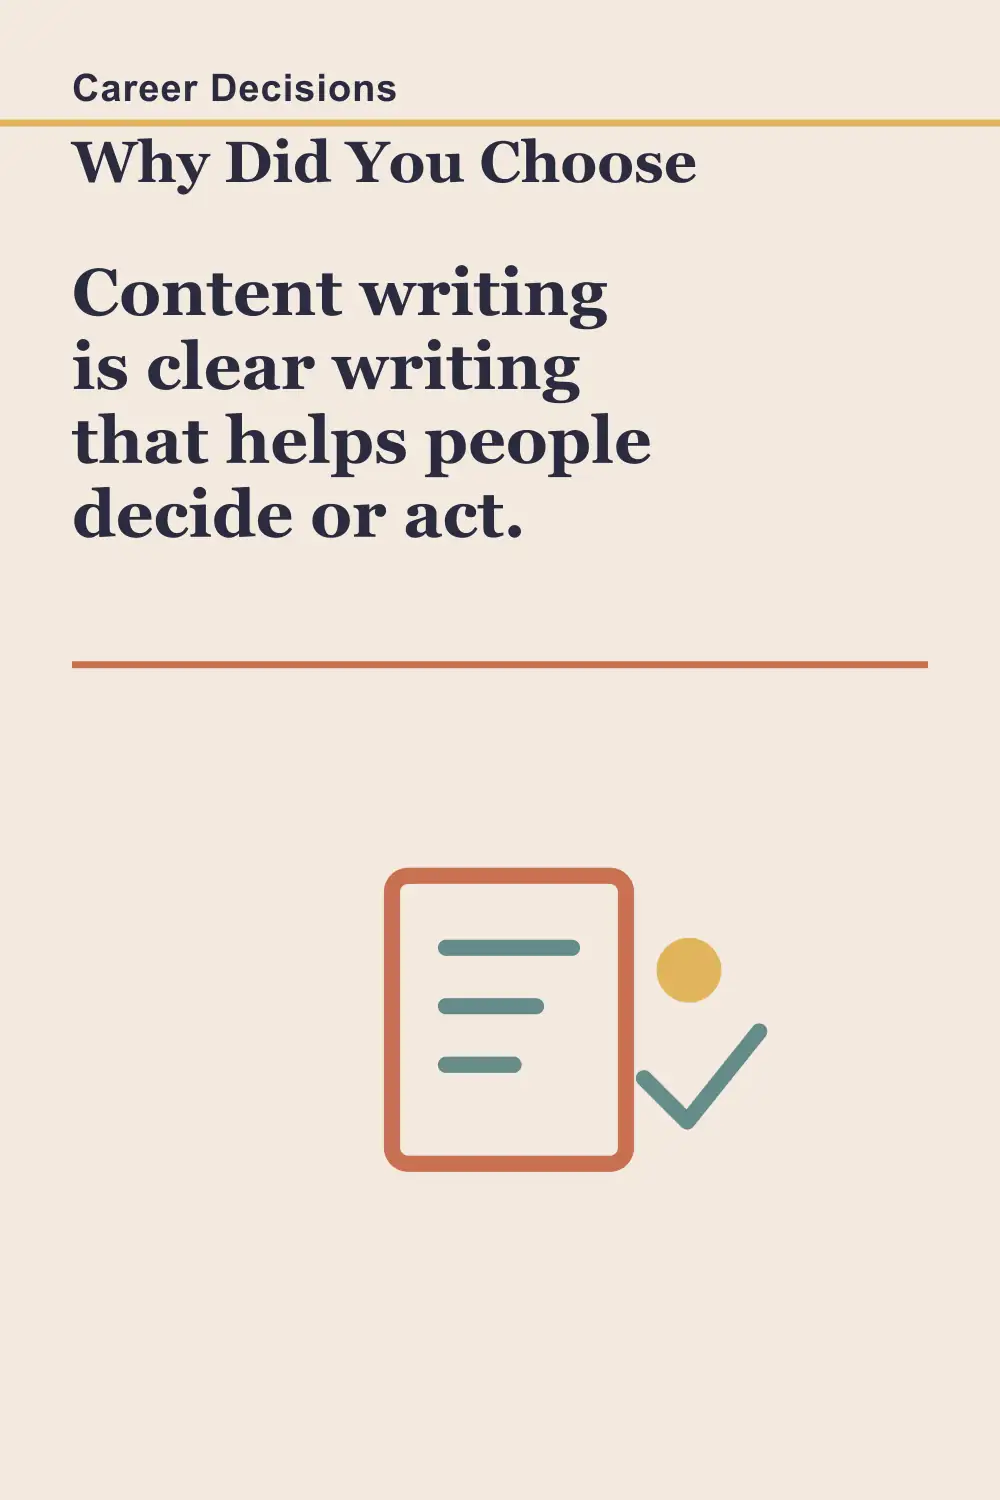 Career Decisions
Why Did You Choose
Content writing
is clear writing
that helps people
decide or act.